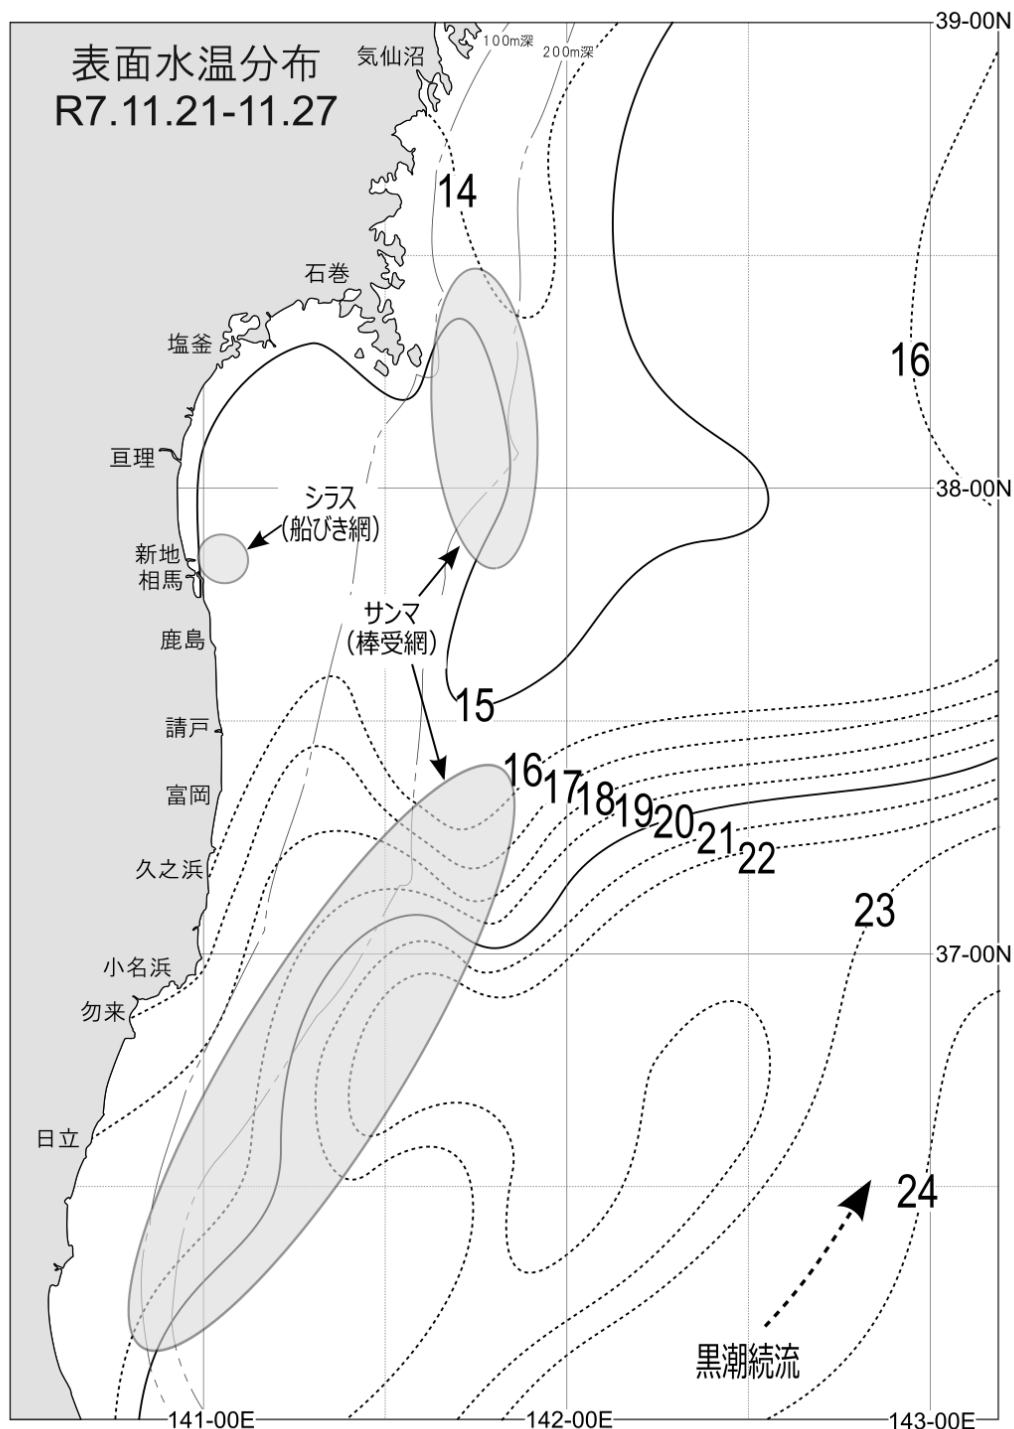 表面水温分布
R7.11.21-11.27
気仙沼
100m深
200m深
39-00N
14
石巻
塩釜
16
亘理
38-00N
シラス
(船びき網)
新地
相馬
サンマ
(棒受網)
鹿島
15
請戸
富岡
16
17
18
19
20
21
22
久之浜
23
37-00N
小名浜
勿来
日立
24
黒潮続流
141-00E
142-00E
143-00E